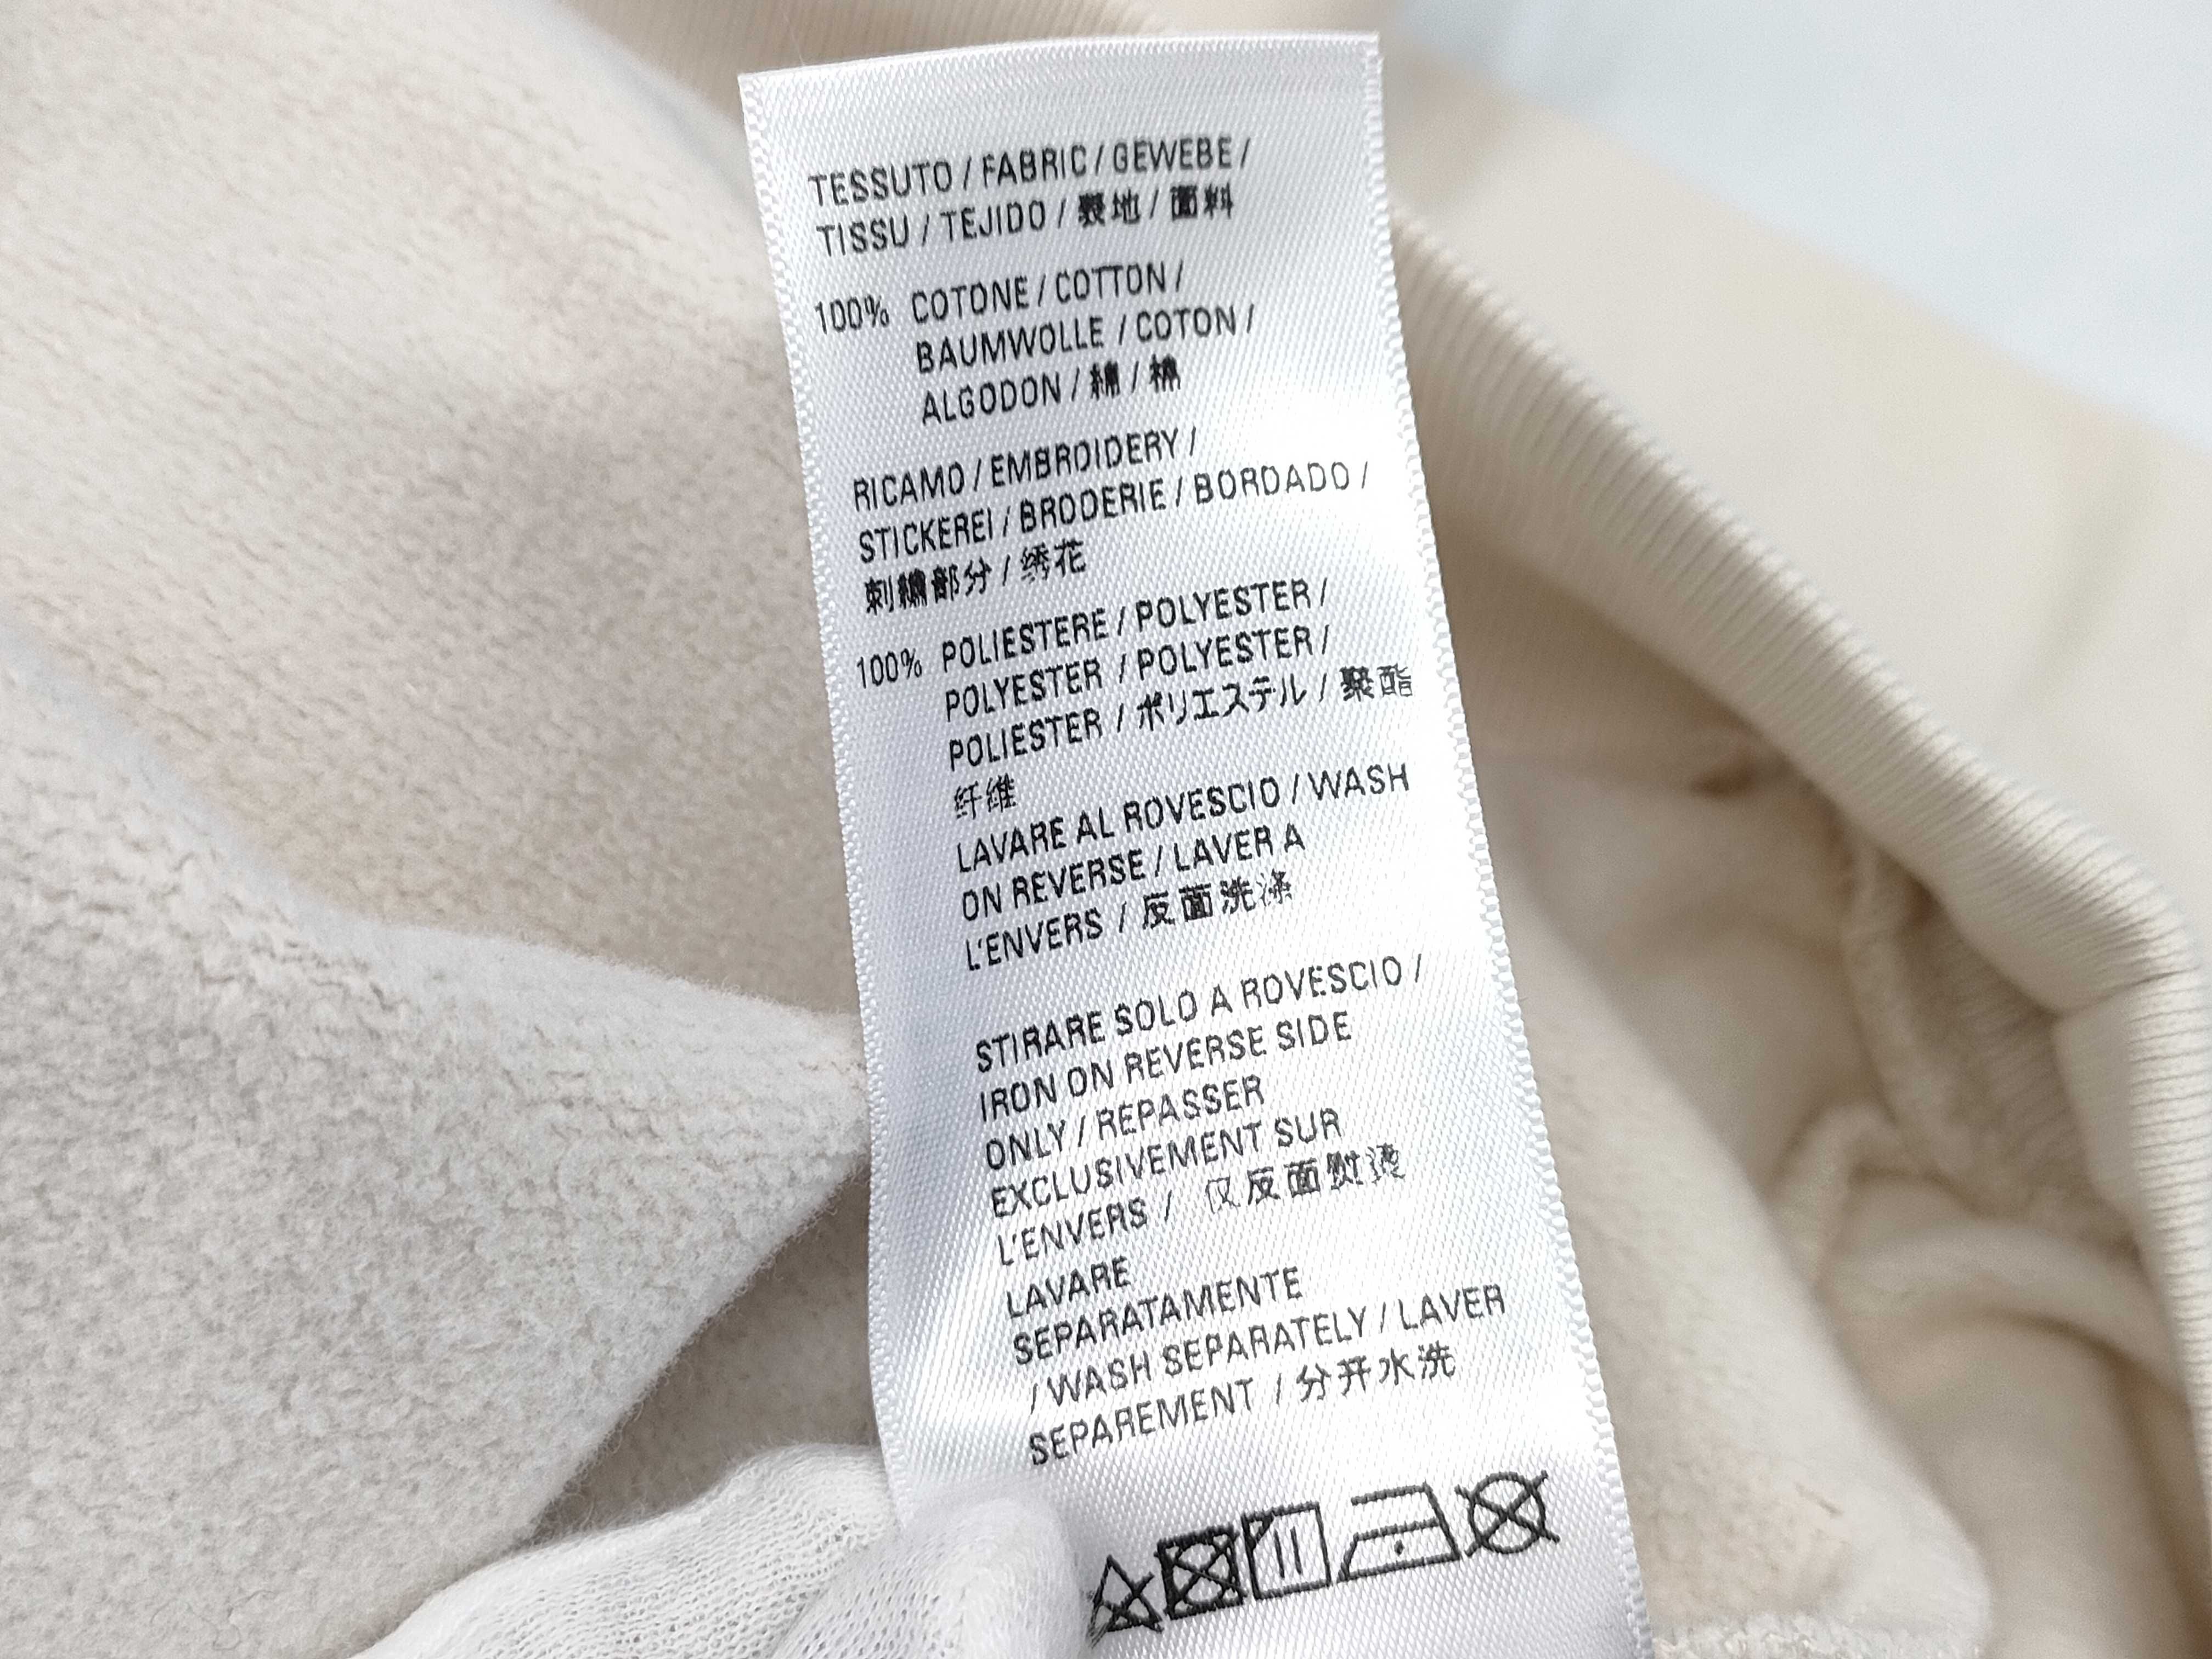 TESSUTO / FABRIC / GEWEBE /
TISSU / TEJIDO / 表地 / 面料
100% COTONE / COTTON /
BAUMWOLLE / COTON /
ALGODON / 綿 / 棉
RICAMO / EMBROIDERY /
STICKEREI / BRODERIE / BORDADO /
刺繍部分 / 绣花
100% POLIESTERE / POLYESTER /
POLYESTER / POLYESTER /
POLIESTER / ポリエステル / 聚酯
纤维
LAVARE AL ROVESCIO / WASH
ON REVERSE / LAVER A
L'ENVERS / 反面洗涤
STIRARE SOLO A ROVESCIO /
IRON ON REVERSE SIDE
ONLY / REPASSER
EXCLUSIVEMENT SUR
L'ENVERS / 仅反面熨烫
LAVARE
SEPARATAMENTE
/ WASH SEPARATELY / LAVER
SEPAREMENT / 分开水洗